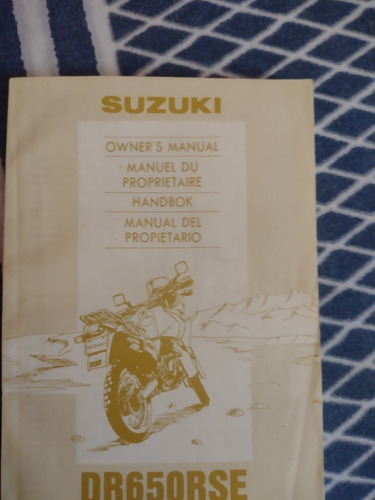 SUZUKI
OWNER'S MANUAL
MANUEL DU
PROPRIETAIRE
HANDBOK
MANUAL DEL
PROPIETARIO
DR650RSE